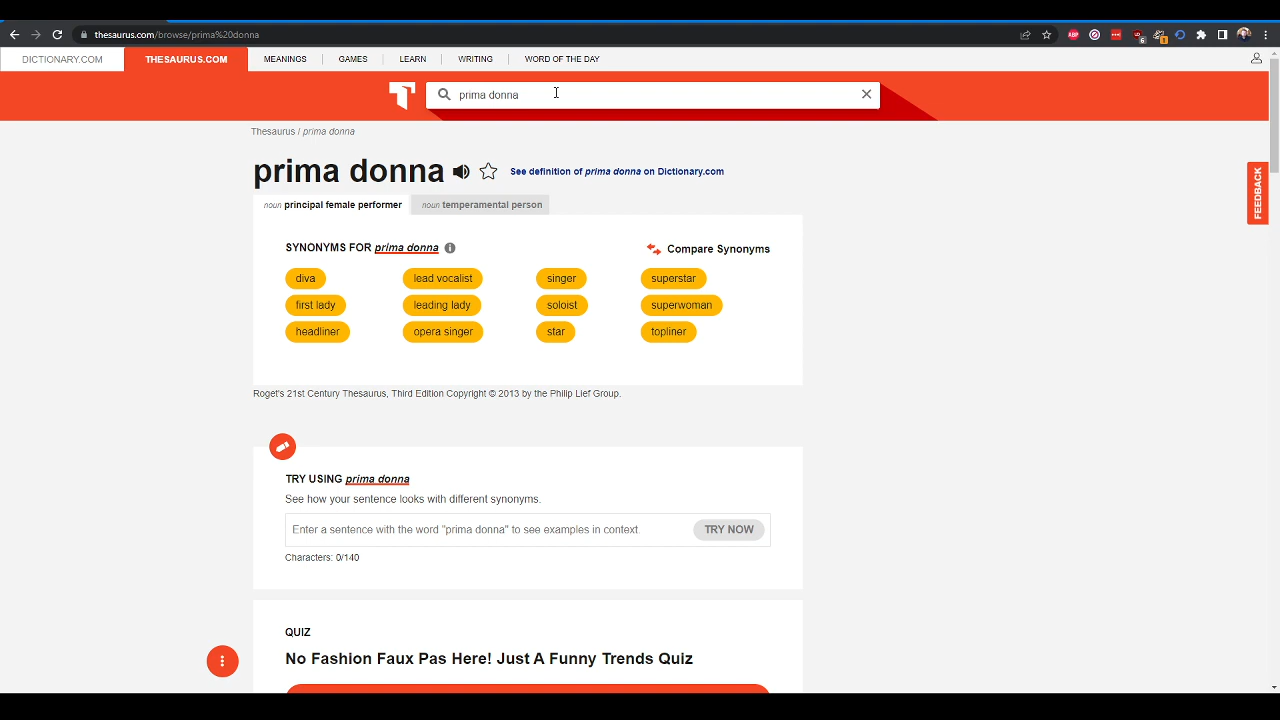 thesaurus.com/browse/prima%20donna
DICTIONARY.COM THESAURUS.COM MEANINGS GAMES LEARN WRITING WORD OF THE DAY
prima donna
Thesaurus / prima donna
prima donna See definition of prima donna on Dictionary.com
noun principal female performer noun temperamental person
SYNONYMS FOR prima donna Compare Synonyms
diva lead vocalist singer superstar
first lady leading lady soloist superwoman
headliner opera singer star topliner
Roget's 21st Century Thesaurus, Third Edition Copyright © 2013 by the Philip Lief Group.
TRY USING prima donna
See how your sentence looks with different synonyms.
Enter a sentence with the word "prima donna" to see examples in context. TRY NOW
Characters: 0/140
QUIZ
No Fashion Faux Pas Here! Just A Funny Trends Quiz
FEEDBACK